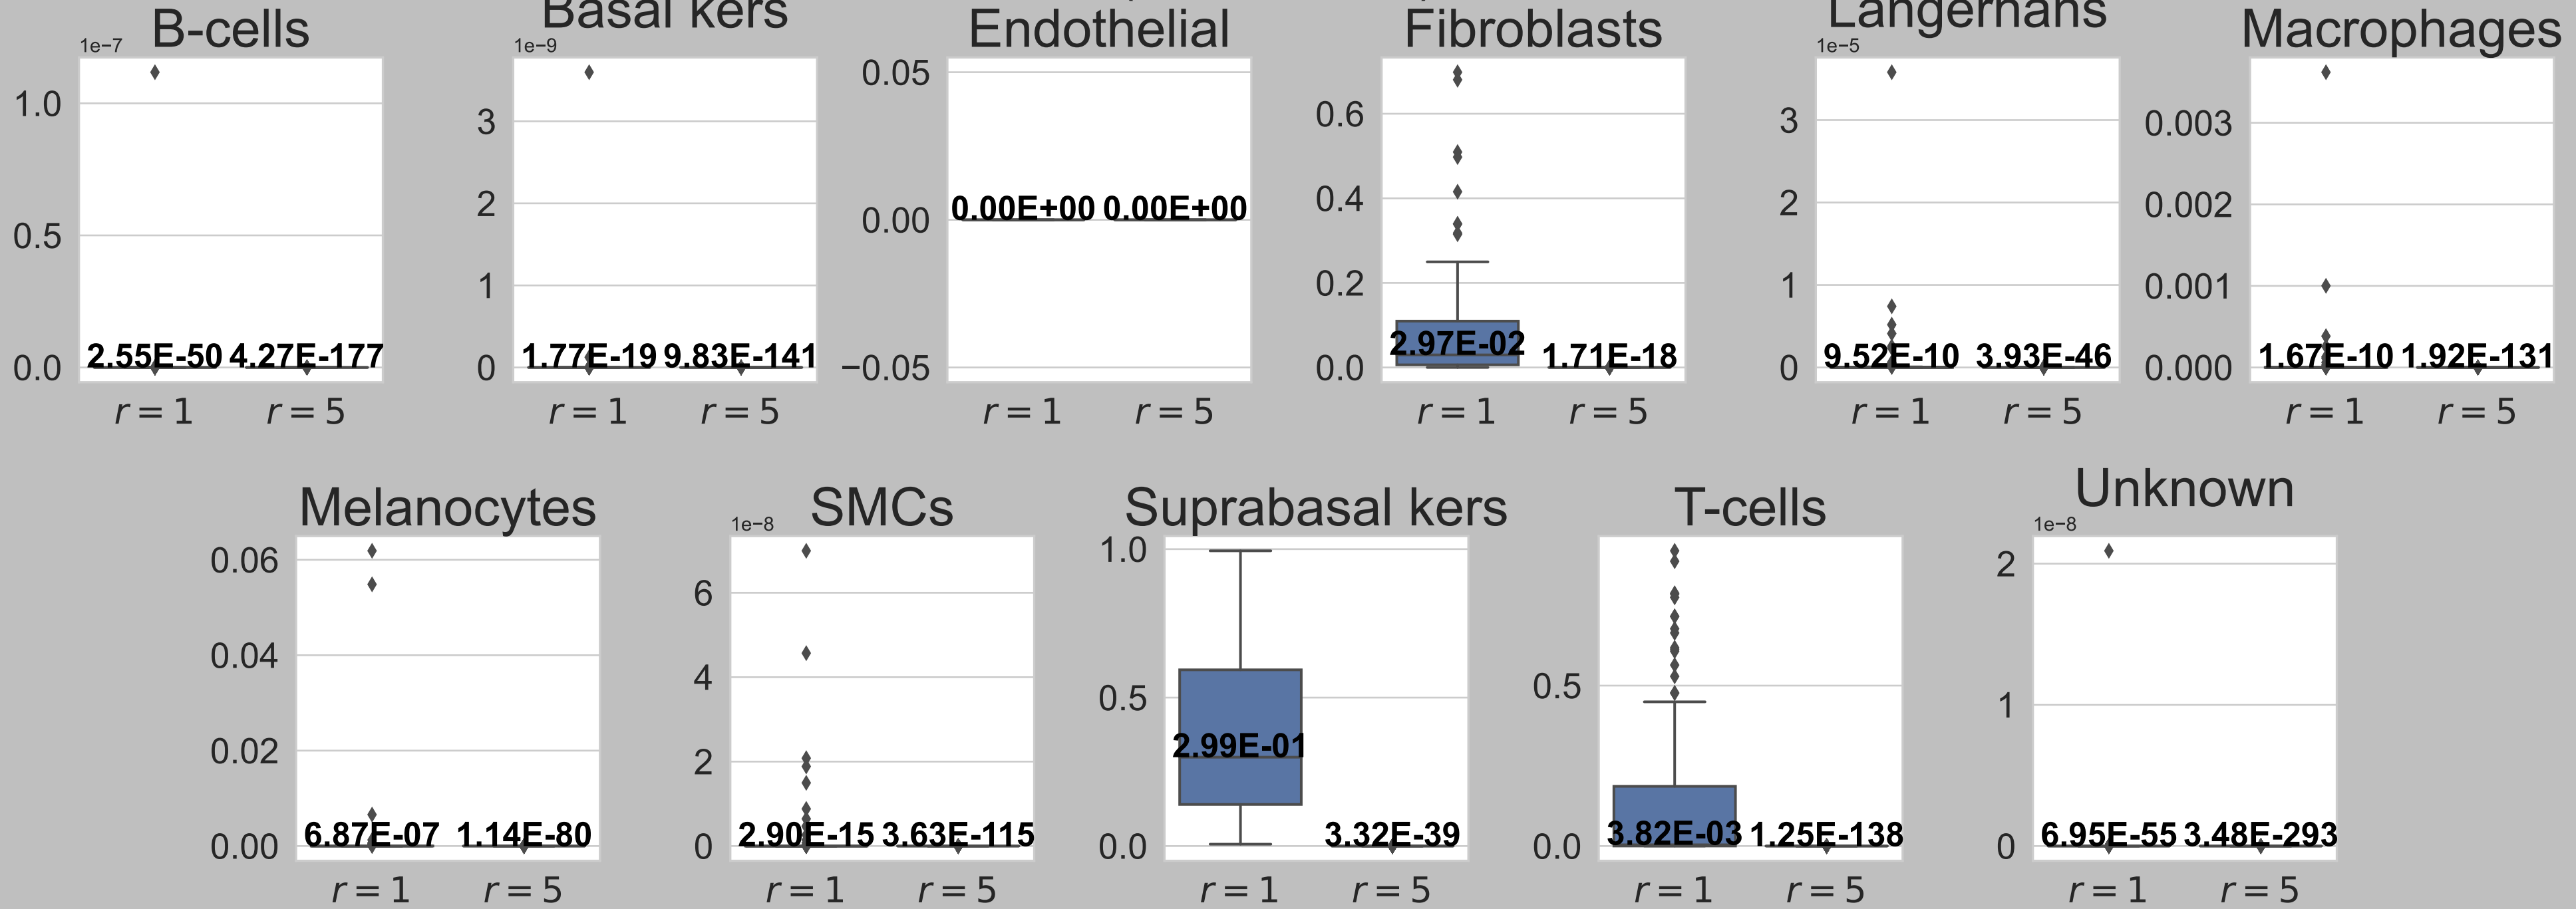 B-cells
1e−7
1.0
0.5
0.0
2.55E-50 4.27E-177
r = 1 r = 5
Basal kers
1e−9
3
2
1
0
1.77E-19 9.83E-141
r = 1 r = 5
Endothelial
0.05
0.00
−0.05
0.00E+00 0.00E+00
r = 1 r = 5
Fibroblasts
0.6
0.4
0.2
0.0
2.97E-02 1.71E-18
r = 1 r = 5
Langerhans
1e−5
3
2
1
0
9.52E-10 3.93E-46
r = 1 r = 5
Macrophages
0.003
0.002
0.001
0.000
1.67E-10 1.92E-131
r = 1 r = 5
Melanocytes
0.06
0.04
0.02
0.00
6.87E-07 1.14E-80
r = 1 r = 5
SMCs
1e−8
6
4
2
0
2.90E-15 3.63E-115
r = 1 r = 5
Suprabasal kers
1.0
0.5
0.0
2.99E-01
3.32E-39
r = 1 r = 5
T-cells
0.5
0.0
3.82E-03 1.25E-138
r = 1 r = 5
Unknown
1e−8
2
1
0
6.95E-55 3.48E-293
r = 1 r = 5